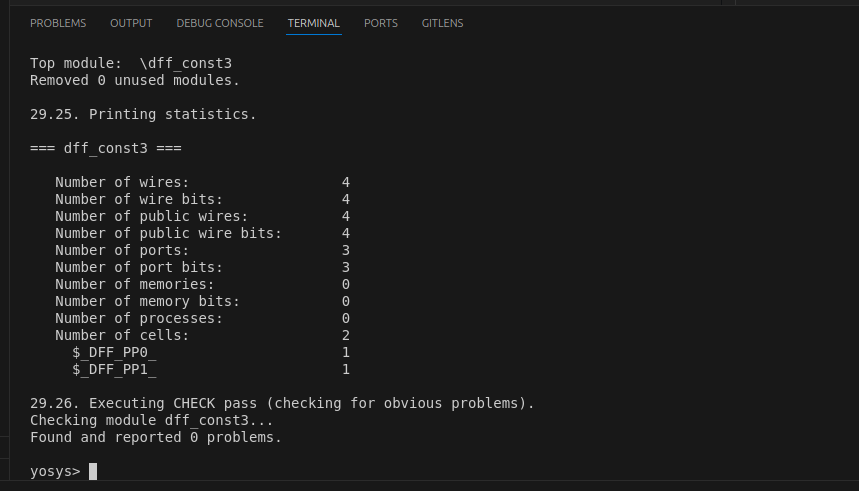 PROBLEMS OUTPUT DEBUG CONSOLE TERMINAL PORTS GITLENS
Top module:  \dff_const3
Removed 0 unused modules.
29.25. Printing statistics.
=== dff_const3 ===
   Number of wires:                  4
   Number of wire bits:              4
   Number of public wires:           4
   Number of public wire bits:       4
   Number of ports:                  3
   Number of port bits:              3
   Number of memories:               0
   Number of memory bits:            0
   Number of processes:              0
   Number of cells:                  2
     $_DFF_PP0_                      1
     $_DFF_PP1_                      1
29.26. Executing CHECK pass (checking for obvious problems).
Checking module dff_const3...
Found and reported 0 problems.
yosys>